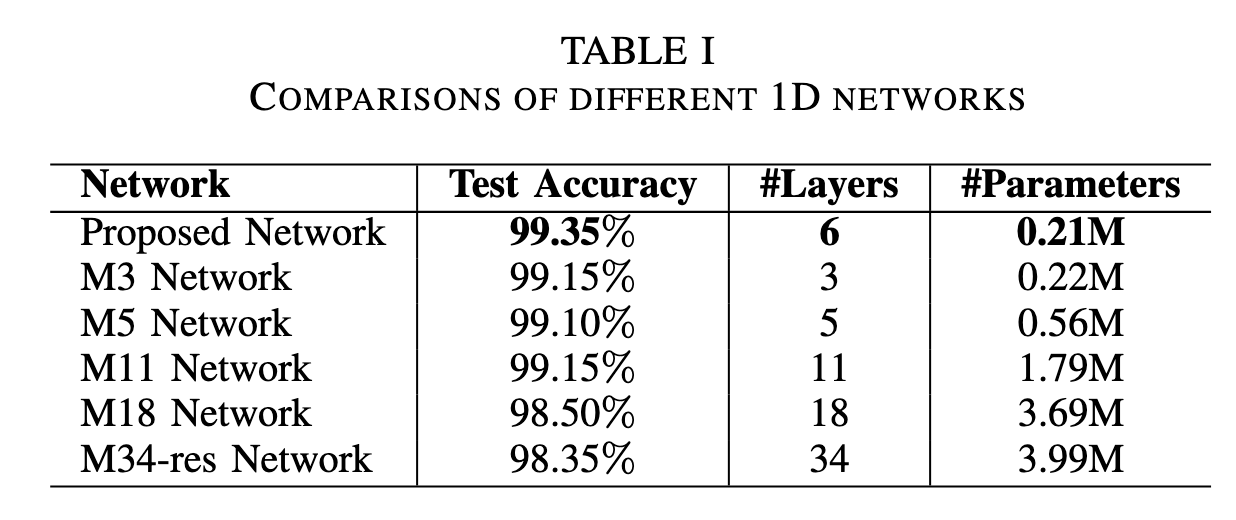 TABLE I
COMPARISONS OF DIFFERENT 1D NETWORKS
Network Test Accuracy #Layers #Parameters
Proposed Network 99.35% 6 0.21M
M3 Network 99.15% 3 0.22M
M5 Network 99.10% 5 0.56M
M11 Network 99.15% 11 1.79M
M18 Network 98.50% 18 3.69M
M34-res Network 98.35% 34 3.99M